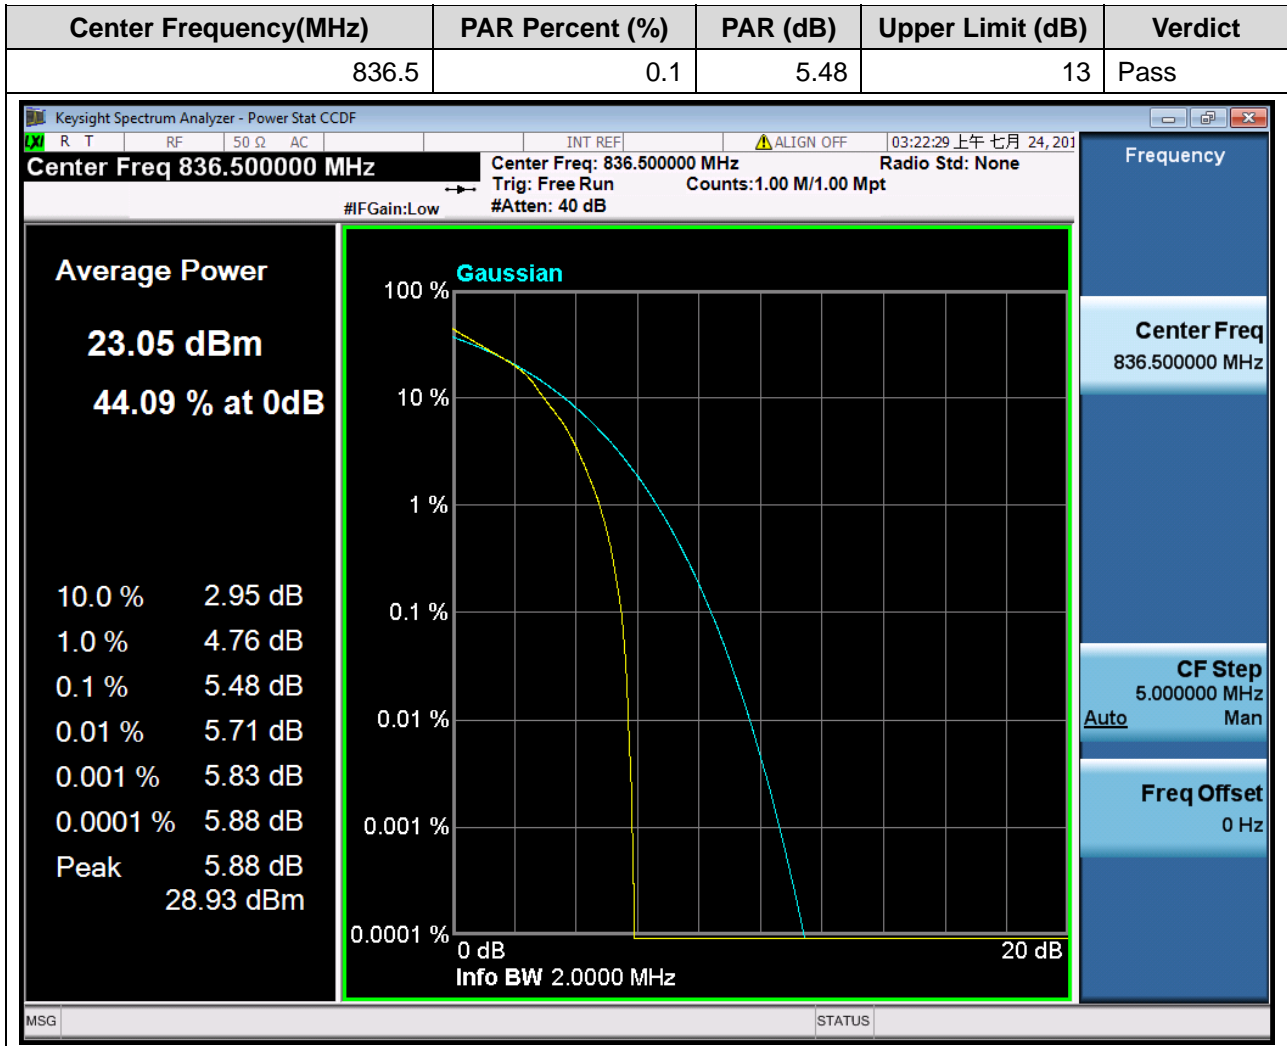 Center Frequency(MHz) PAR Percent (%) PAR (dB) Upper Limit (dB) Verdict
836.5 0.1 5.48 13 Pass
Keysight Spectrum Analyzer - Power Stat CCDF
LXI R T RF 50 Ω AC INT REF ALIGN OFF 03:22:29 上午 七月 24, 201
Center Freq 836.500000 MHz
Center Freq: 836.500000 MHz Radio Std: None
Trig: Free Run Counts:1.00 M/1.00 Mpt
#IFGain:Low #Atten: 40 dB
Average Power
23.05 dBm
44.09 % at 0dB
10.0 % 2.95 dB
1.0 % 4.76 dB
0.1 % 5.48 dB
0.01 % 5.71 dB
0.001 % 5.83 dB
0.0001 % 5.88 dB
Peak 5.88 dB
28.93 dBm
Gaussian
100 %
10 %
1 %
0.1 %
0.01 %
0.001 %
0.0001 %
0 dB 20 dB
Info BW 2.0000 MHz
Frequency
Center Freq
836.500000 MHz
CF Step
5.000000 MHz
Auto Man
Freq Offset
0 Hz
MSG STATUS